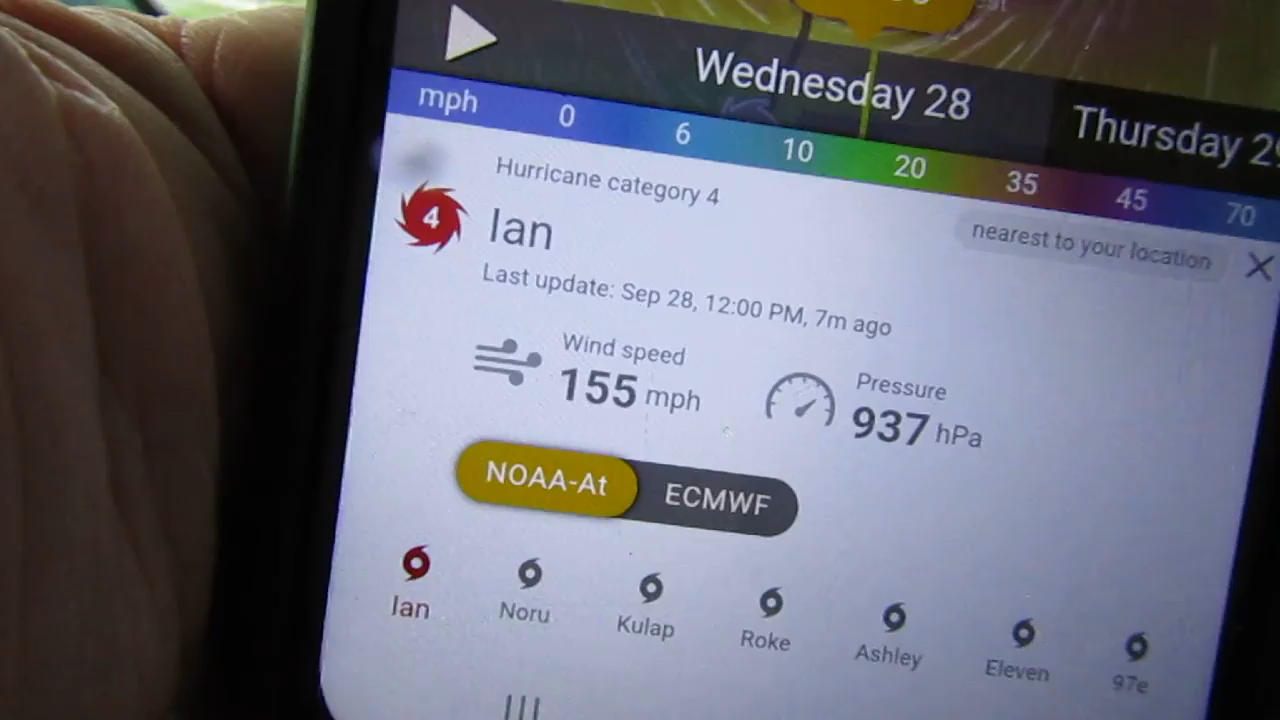 Wednesday 28
Thursday 2
mph 0 6 10 20 35 45 70
Hurricane category 4
4
Ian
nearest to your location
Last update: Sep 28, 12:00 PM, 7m ago
Wind speed
155 mph
Pressure
937 hPa
NOAA-At ECMWF
Ian Noru Kulap Roke Ashley Eleven 97e